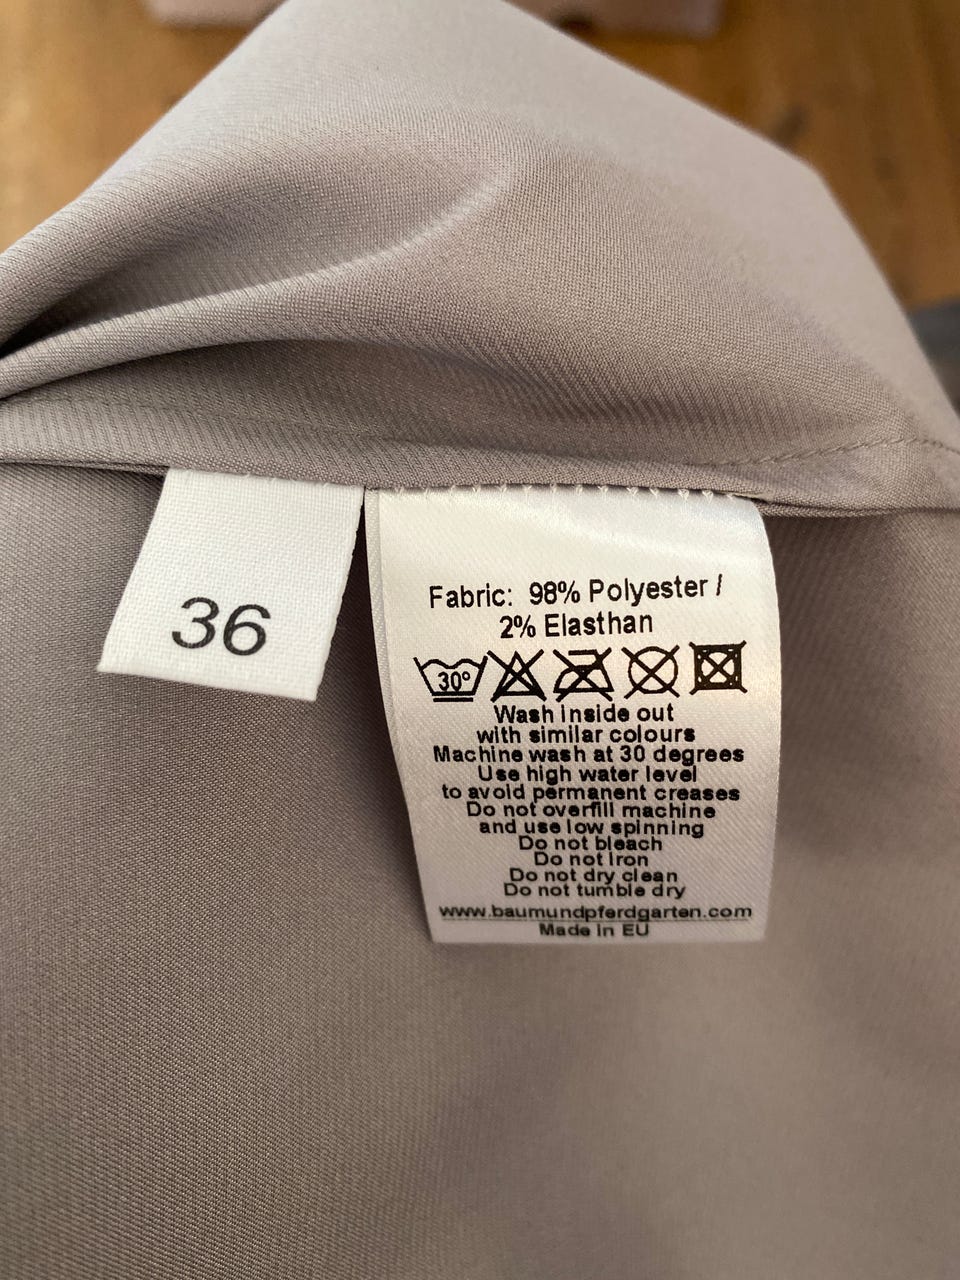 36
Fabric: 98% Polyester /
2% Elasthan
30°
Wash inside out
with similar colours
Machine wash at 30 degrees
Use high water level
to avoid permanent creases
Do not overfill machine
and use low spinning
Do not bleach
Do not iron
Do not dry clean
Do not tumble dry
www.baumundpferdgarten.com
Made in EU